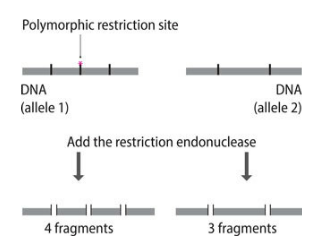 Polymorphic restriction site
DNA
(allele 1)
DNA
(allele 2)
Add the restriction endonuclease
4 fragments
3 fragments